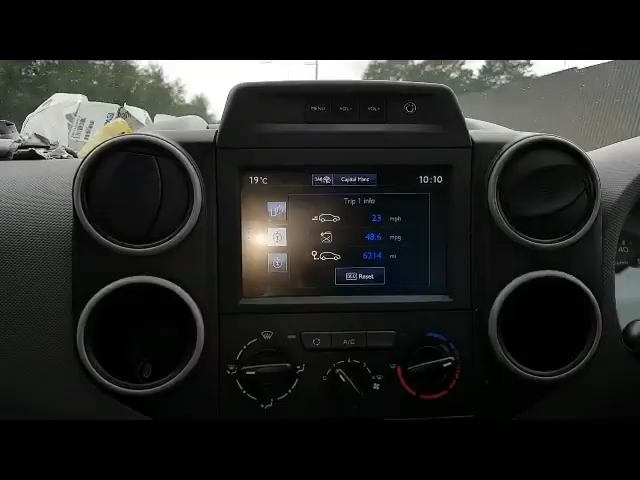 MENU VOL- VOL+
19°C
DAB Capital Manc
10:10
Trip 1 info
23 mph
48.6 mpg
6214 mi
Reset
A/C